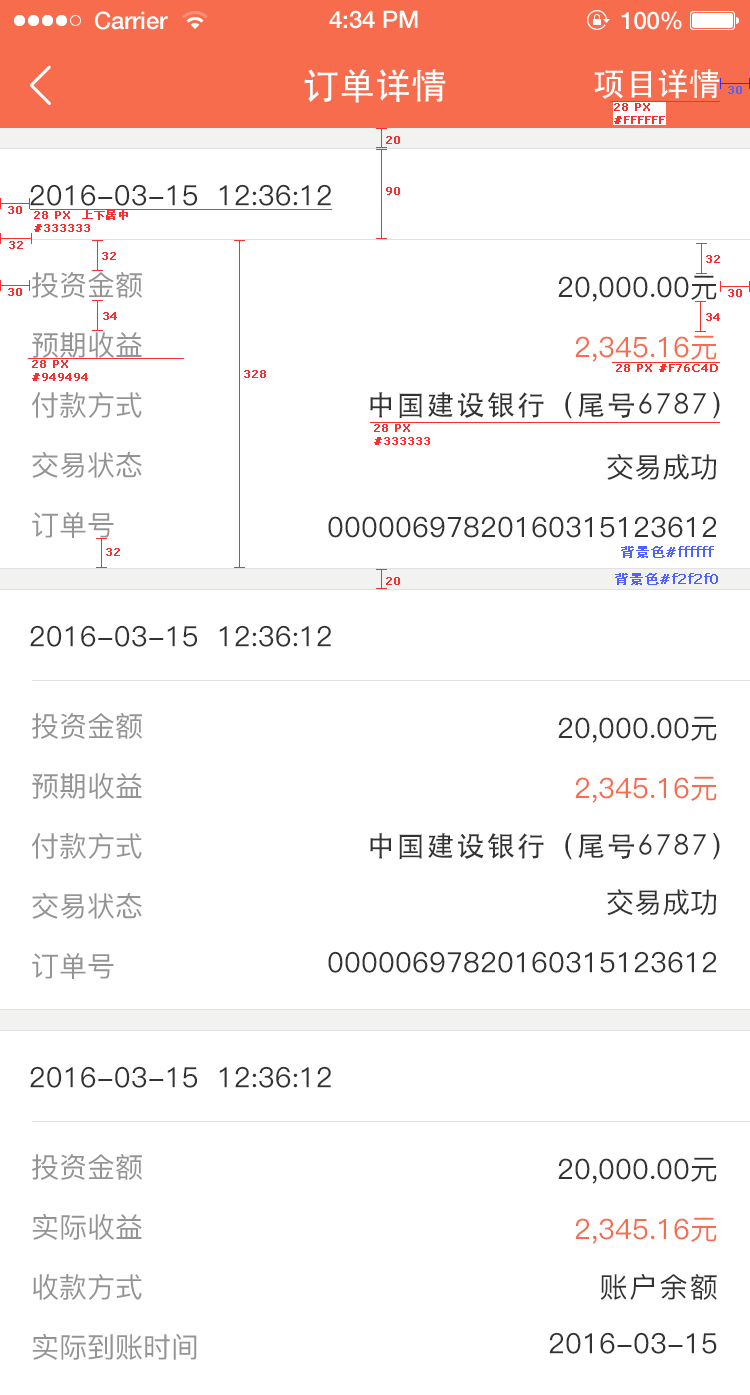 Carrier 4:34 PM 100%
订单详情 项目详情
30
28 PX
#FFFFFF
20
90
2016-03-15 12:36:12
30
28 PX 上下居中
#333333
32
32
32
投资金额 20,000.00元
30
30
34
34
预期收益 2,345.16元
28 PX
#949494
28 PX #F76C4D
328
付款方式 中国建设银行（尾号6787）
28 PX
#333333
交易状态 交易成功
订单号 00000697820160315123612
32
背景色#ffffff
20
背景色#f2f2f0
2016-03-15 12:36:12
投资金额 20,000.00元
预期收益 2,345.16元
付款方式 中国建设银行（尾号6787）
交易状态 交易成功
订单号 00000697820160315123612
2016-03-15 12:36:12
投资金额 20,000.00元
实际收益 2,345.16元
收款方式 账户余额
实际到账时间 2016-03-15